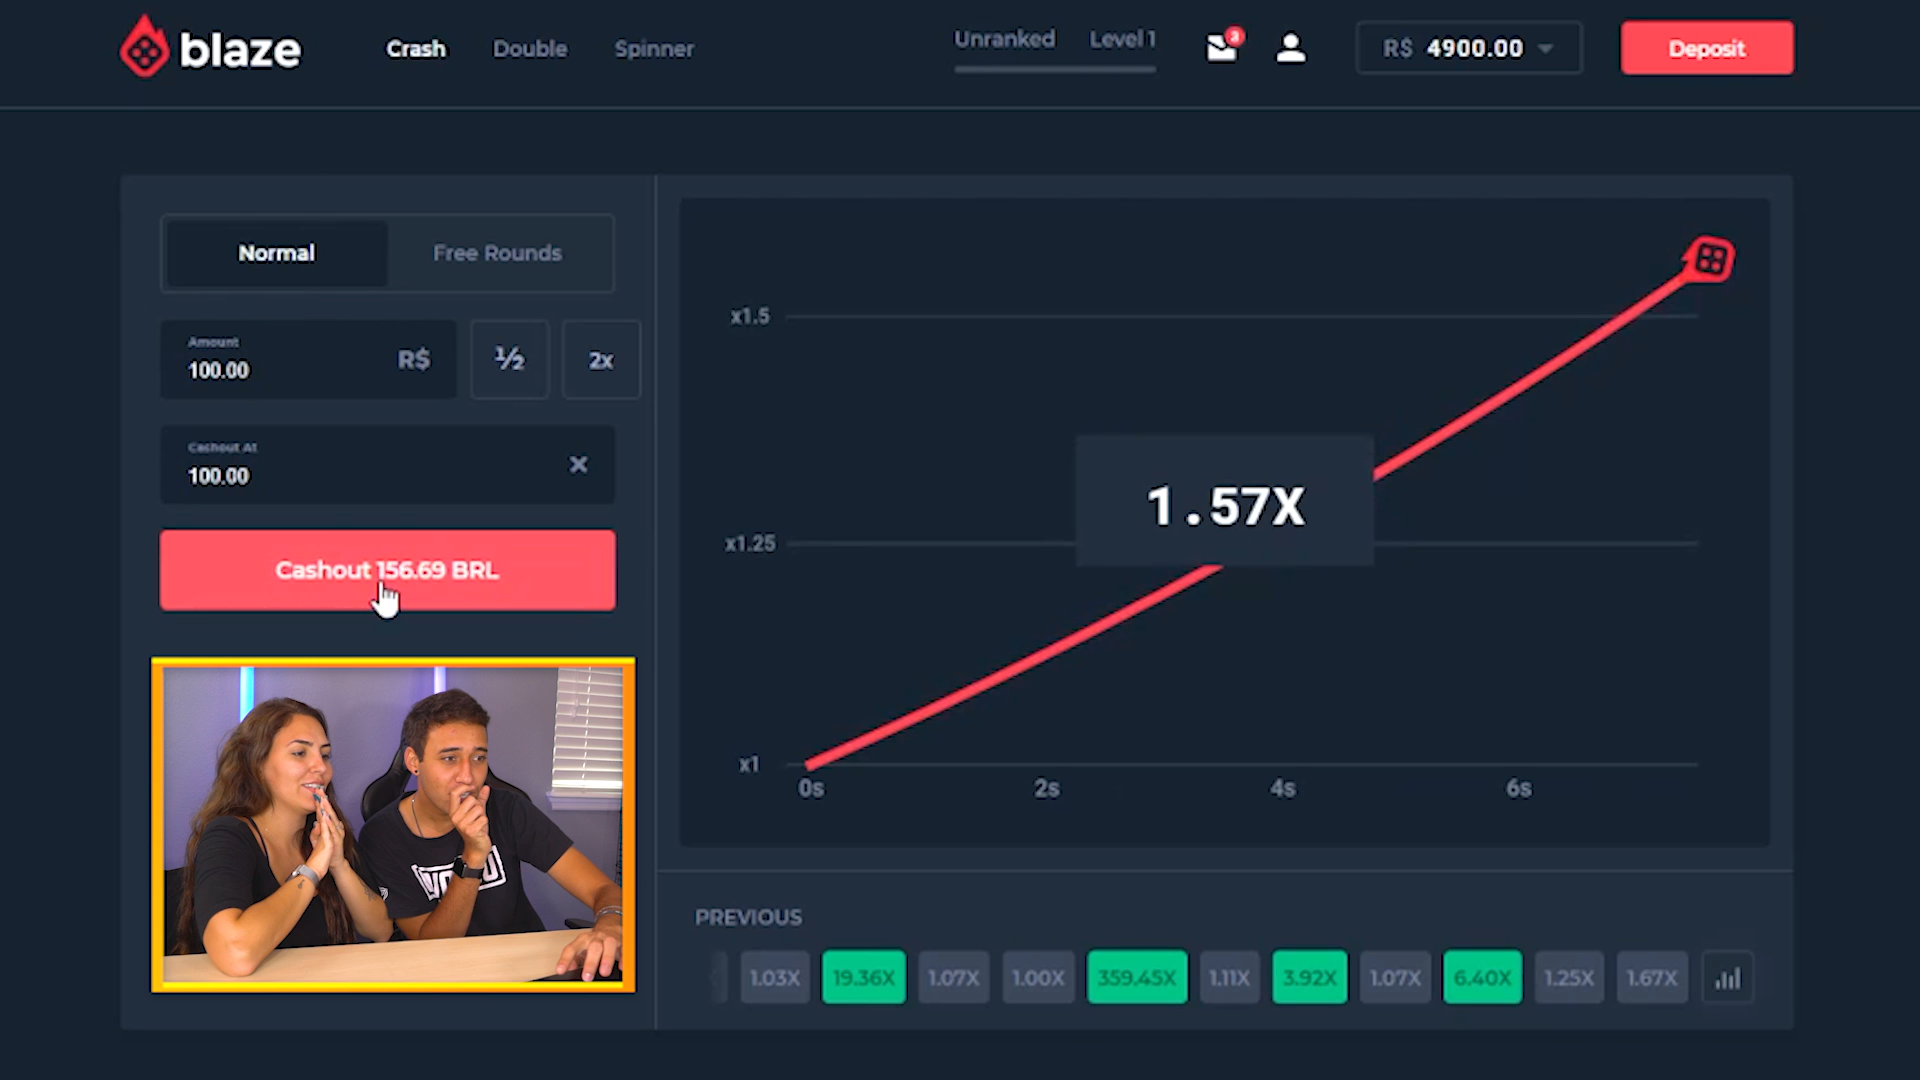 blaze
Crash
Double
Spinner
Unranked
Level 1
3
R$ 4900.00
Deposit
Normal
Free Rounds
Amount
100.00
R$
½
2x
Cashout At
100.00
Cashout 156.69 BRL
x1.5
x1.25
x1
1.57X
0s
2s
4s
6s
PREVIOUS
1.03X
19.36X
1.07X
1.00X
359.45X
1.11X
3.92X
1.07X
6.40X
1.25X
1.67X